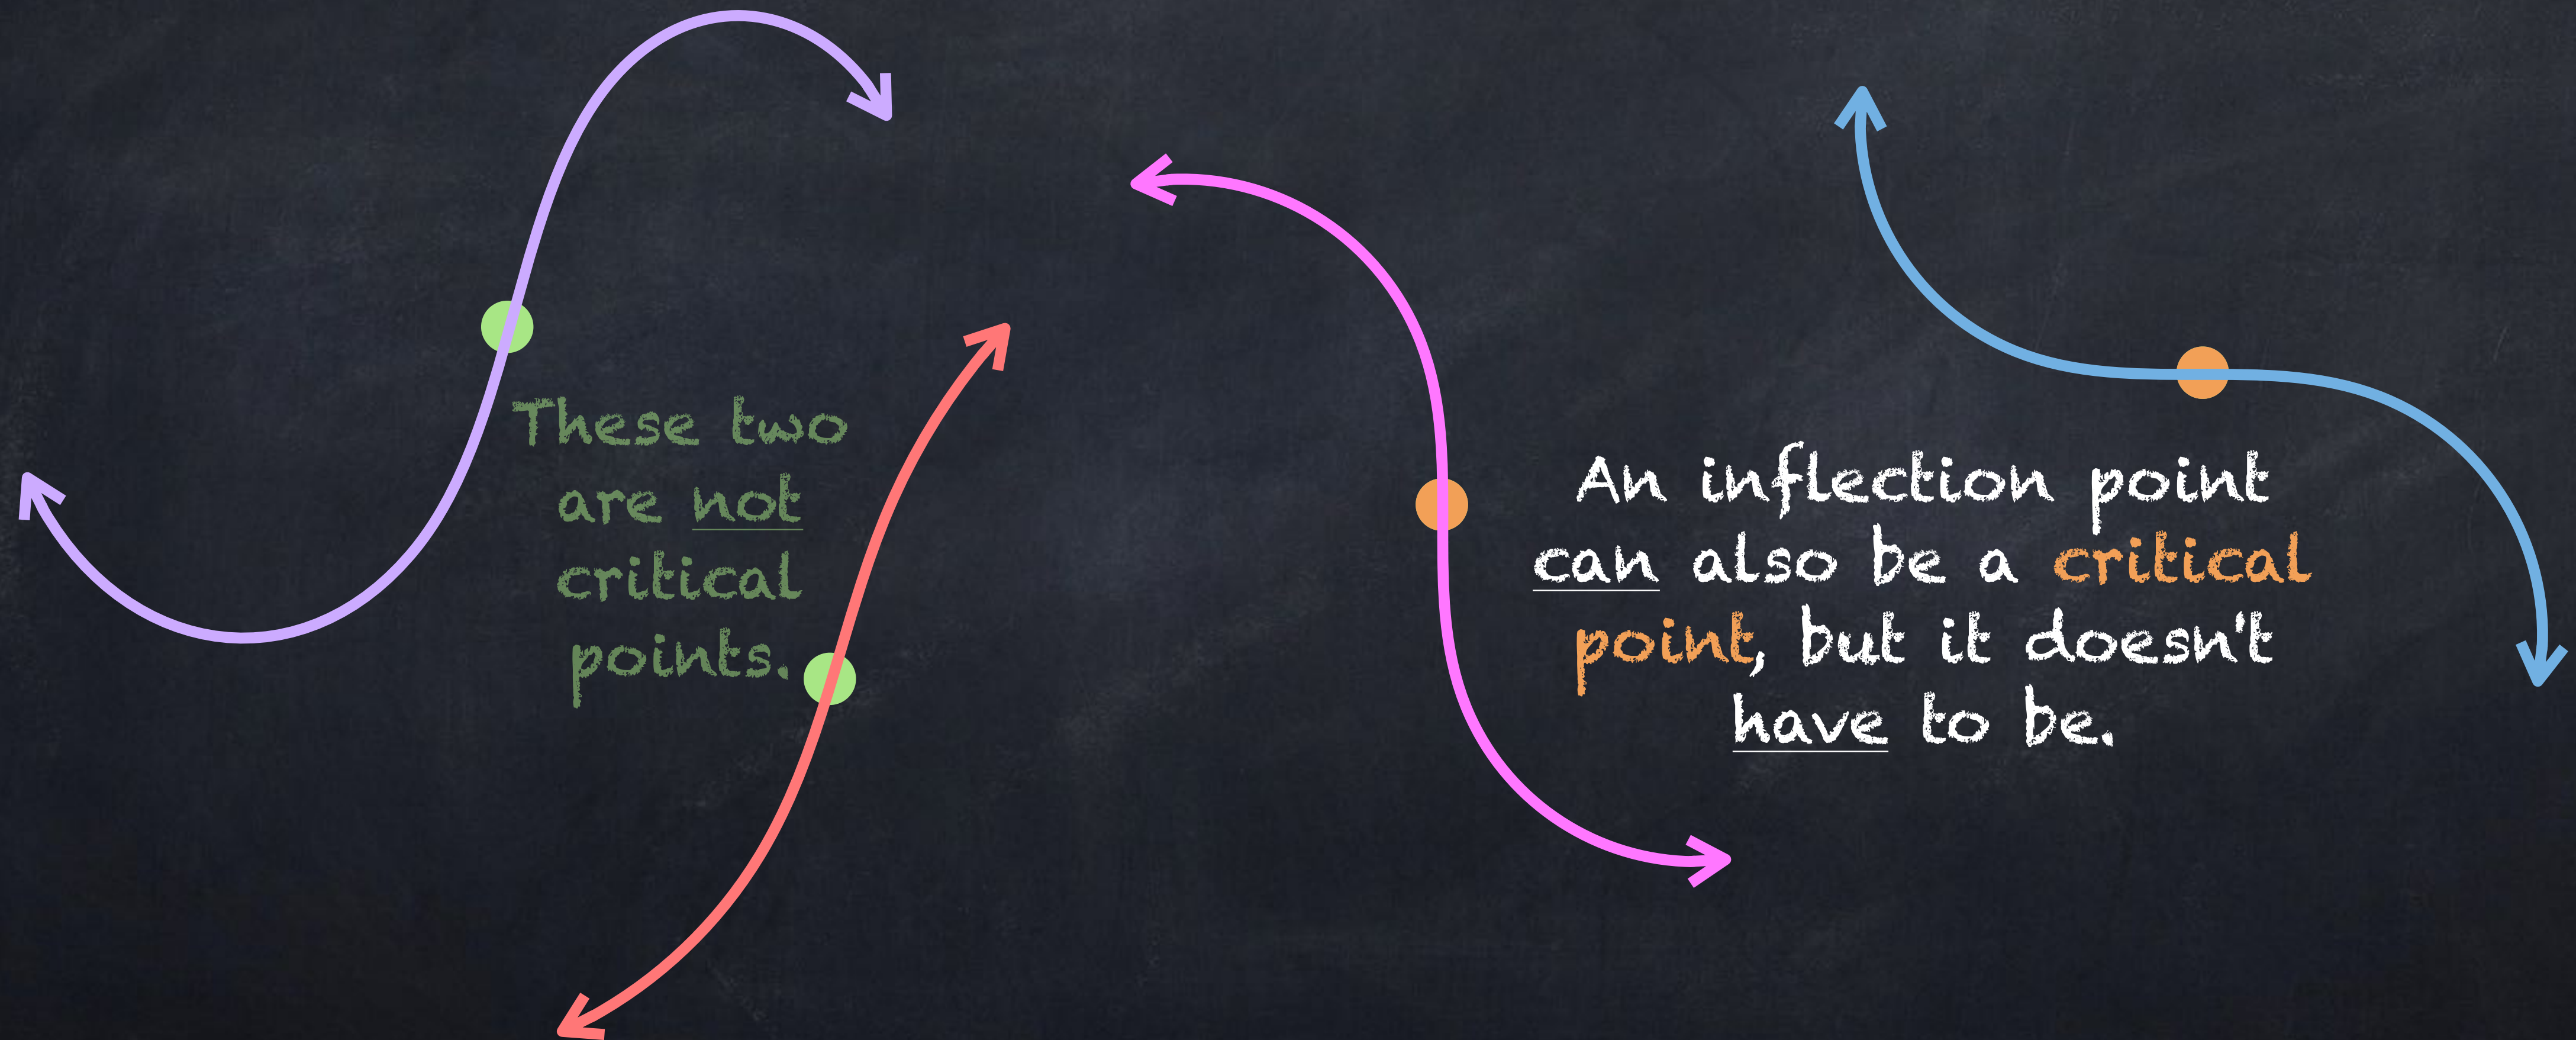 These two
are not
critical
points.
An inflection point
can also be a critical
point, but it doesn't
have to be.